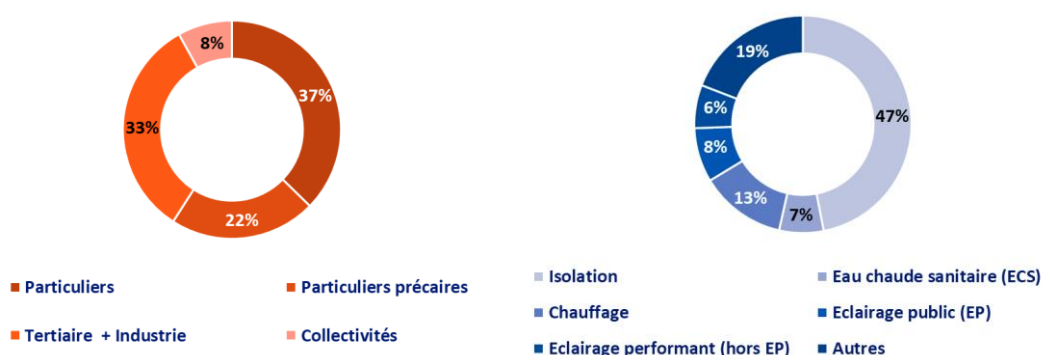 8%
37%
33%
22%
19%
47%
6%
8%
13%
7%
Particuliers
Particuliers précaires
Tertiaire + Industrie
Collectivités
Isolation
Eau chaude sanitaire (ECS)
Chauffage
Eclairage public (EP)
Eclairage performant (hors EP)
Autres